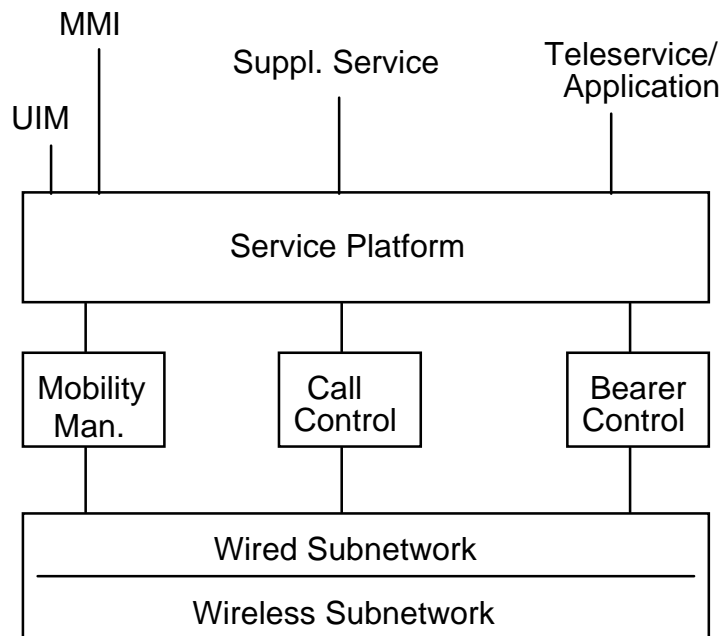 MMI
Suppl. Service
Teleservice/
Application
UIM
Service Platform
Mobility
Man.
Call
Control
Bearer
Control
Wired Subnetwork
Wireless Subnetwork